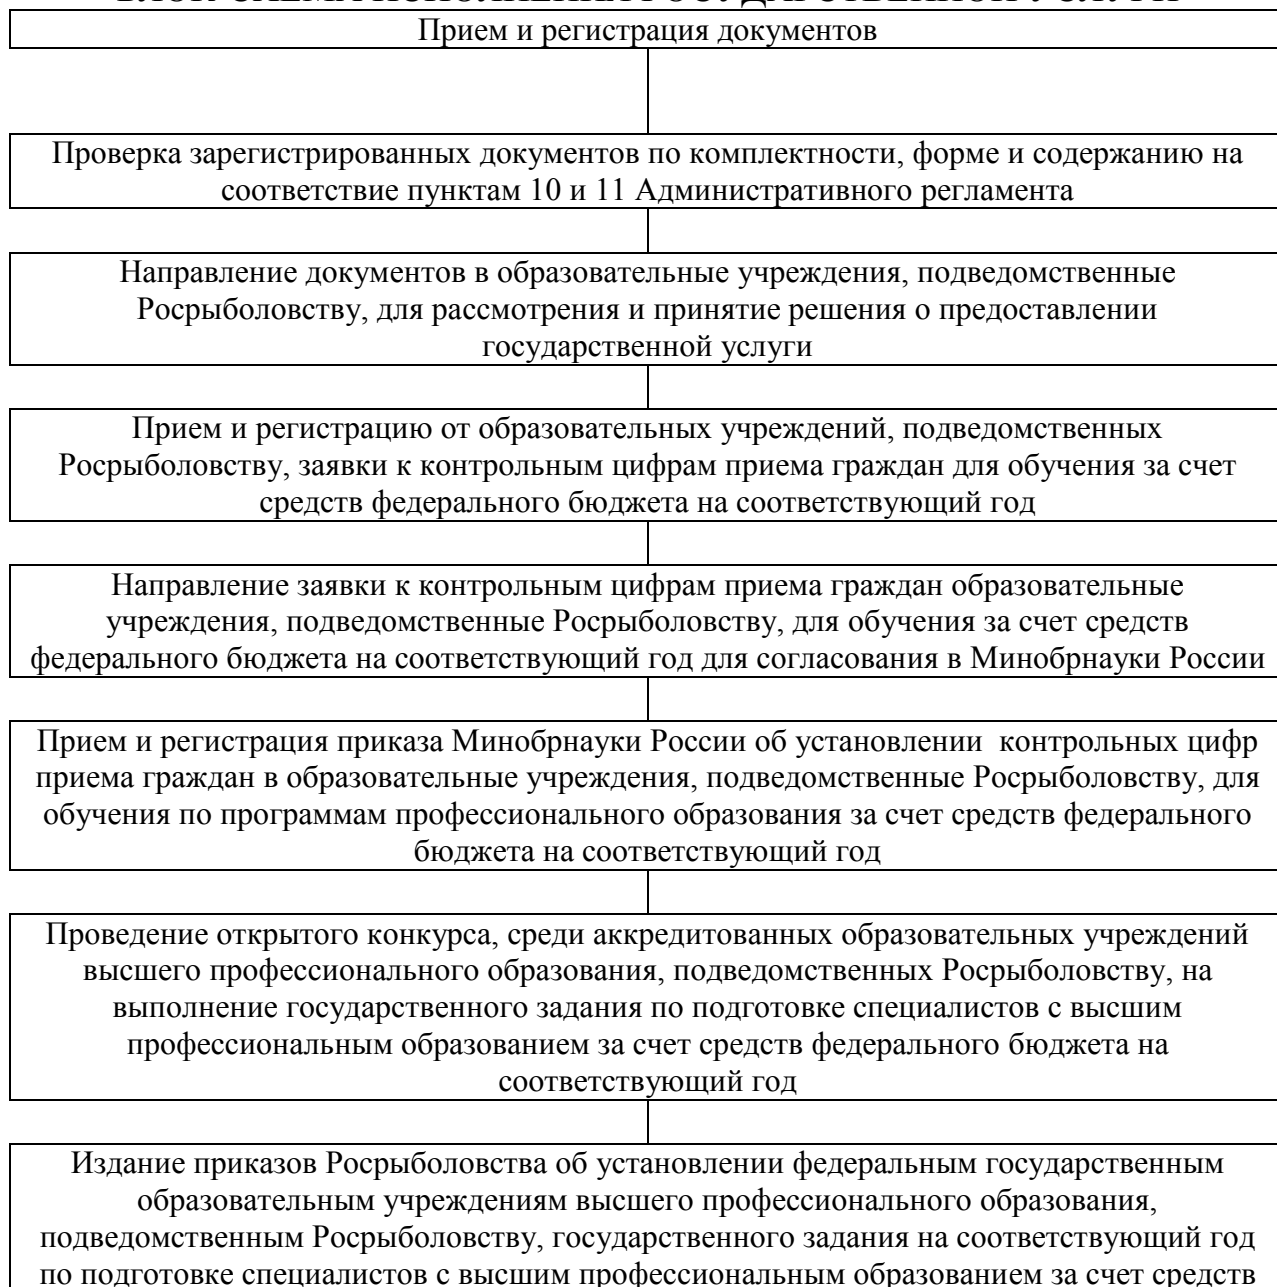 БЛОК-СХЕМА ИСПОЛНЕНИЯ ГОСУДАРСТВЕННОЙ УСЛУГИ
Прием и регистрация документов
Проверка зарегистрированных документов по комплектности, форме и содержанию на
соответствие пунктам 10 и 11 Административного регламента
Направление документов в образовательные учреждения, подведомственные
Росрыболовству, для рассмотрения и принятие решения о предоставлении
государственной услуги
Прием и регистрацию от образовательных учреждений, подведомственных
Росрыболовству, заявки к контрольным цифрам приема граждан для обучения за счет
средств федерального бюджета на соответствующий год
Направление заявки к контрольным цифрам приема граждан образовательные
учреждения, подведомственные Росрыболовству, для обучения за счет средств
федерального бюджета на соответствующий год для согласования в Минобрнауки России
Прием и регистрация приказа Минобрнауки России об установлении  контрольных цифр
приема граждан в образовательные учреждения, подведомственные Росрыболовству, для
обучения по программам профессионального образования за счет средств федерального
бюджета на соответствующий год
Проведение открытого конкурса, среди аккредитованных образовательных учреждений
высшего профессионального образования, подведомственных Росрыболовству, на
выполнение государственного задания по подготовке специалистов с высшим
профессиональным образованием за счет средств федерального бюджета на
соответствующий год
Издание приказов Росрыболовства об установлении федеральным государственным
образовательным учреждениям высшего профессионального образования,
подведомственным Росрыболовству, государственного задания на соответствующий год
по подготовке специалистов с высшим профессиональным образованием за счет средств